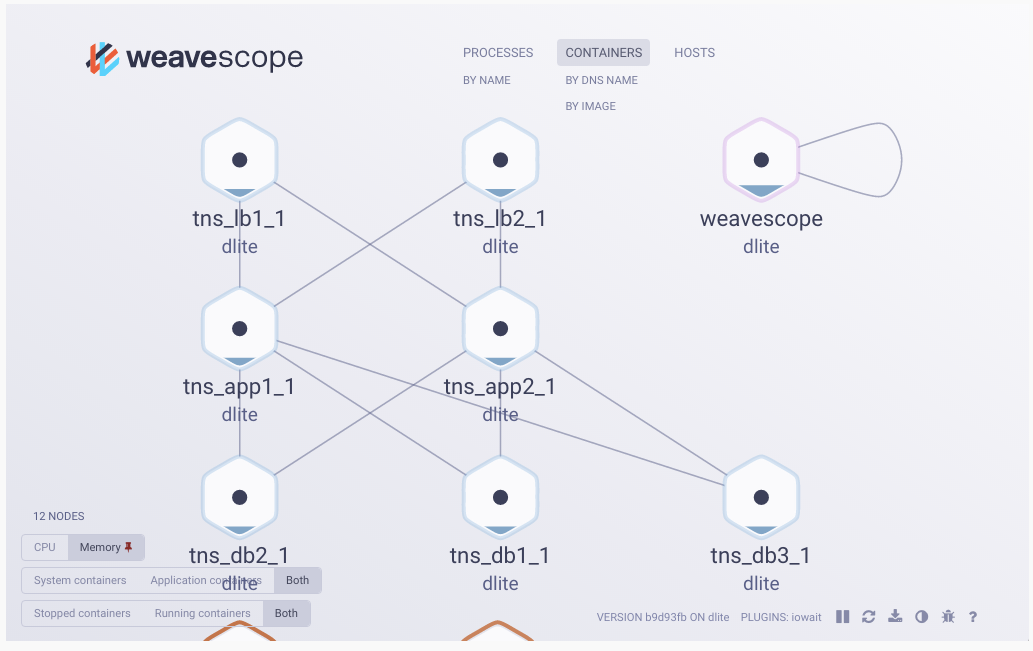 weavescope
PROCESSES CONTAINERS HOSTS
BY NAME BY DNS NAME
BY IMAGE
tns_lb1_1 tns_lb2_1 weavescope
dlite dlite dlite
tns_app1_1 tns_app2_1
dlite dlite
tns_db2_1 tns_db1_1 tns_db3_1
dlite dlite dlite
12 NODES
CPU Memory
System containers Application containers Both
Stopped containers Running containers Both
VERSION b9d93fb ON dlite PLUGINS: iowait ?